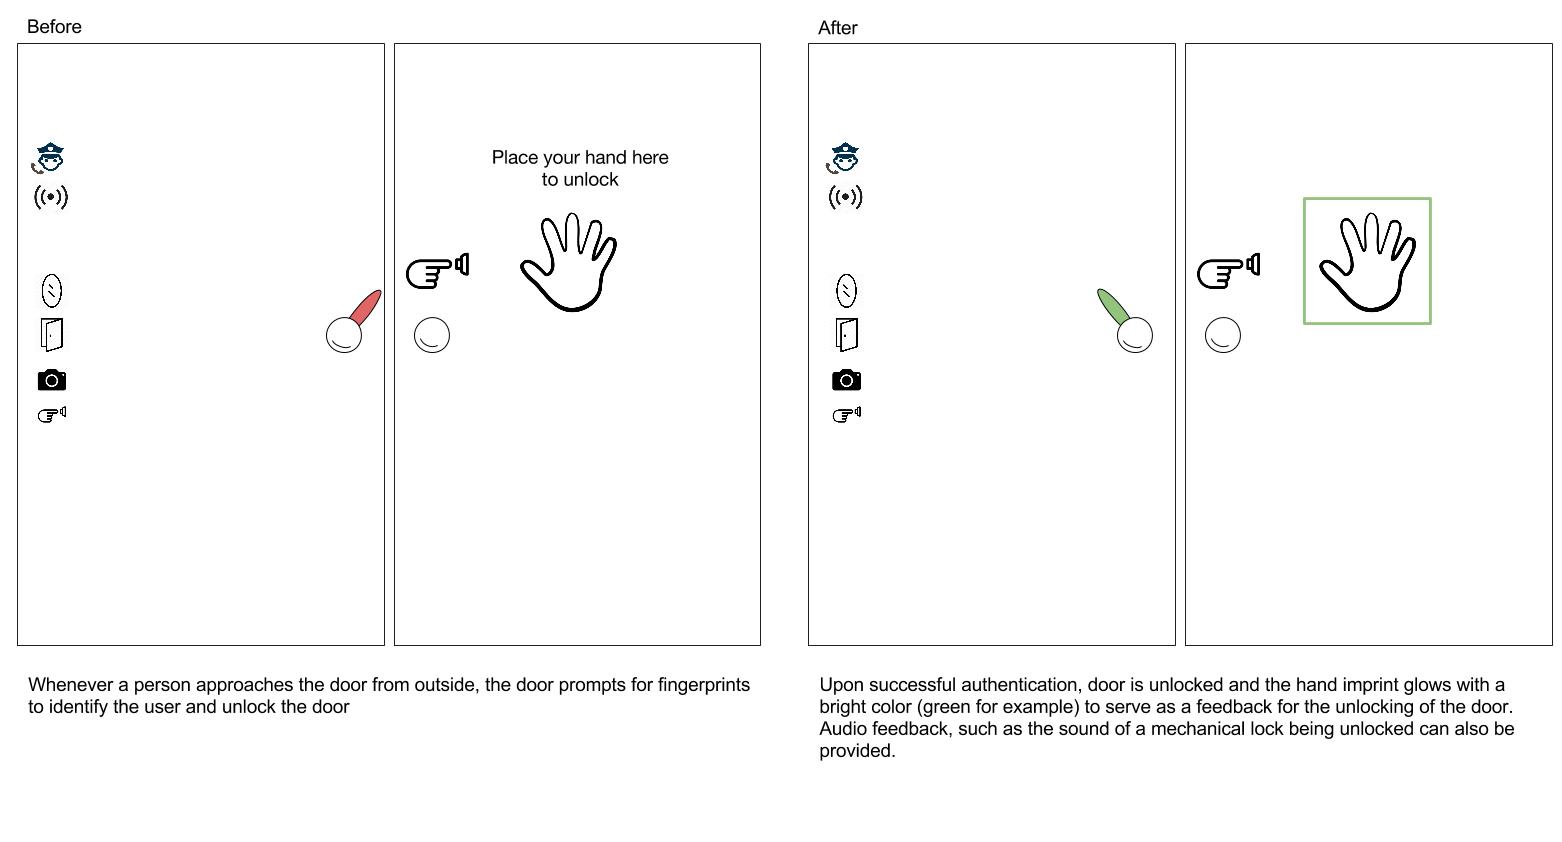 Before
After
Place your hand here
to unlock
Whenever a person approaches the door from outside, the door prompts for fingerprints
to identify the user and unlock the door
Upon successful authentication, door is unlocked and the hand imprint glows with a
bright color (green for example) to serve as a feedback for the unlocking of the door.
Audio feedback, such as the sound of a mechanical lock being unlocked can also be
provided.